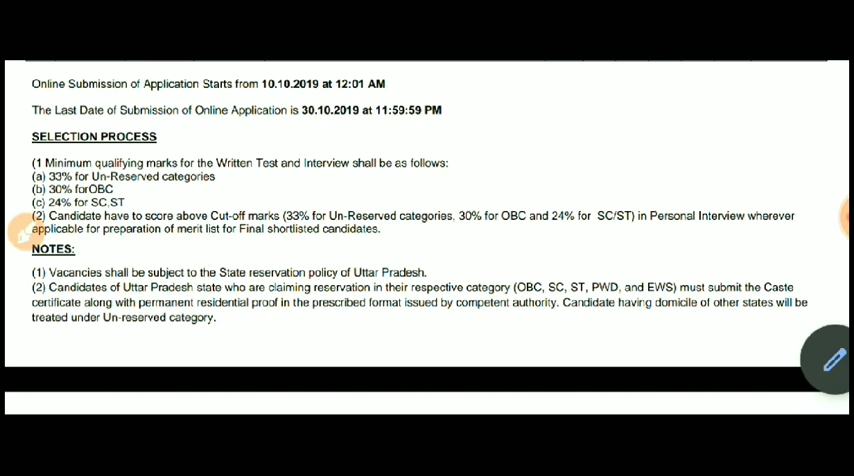 Online Submission of Application Starts from 10.10.2019 at 12:01 AM
The Last Date of Submission of Online Application is 30.10.2019 at 11:59:59 PM
SELECTION PROCESS
(1 Minimum qualifying marks for the Written Test and Interview shall be as follows:
(a) 33% for Un-Reserved categories
(b) 30% forOBC
(c) 24% for SC,ST
(2) Candidate have to score above Cut-off marks (33% for Un-Reserved categories, 30% for OBC and 24% for SC/ST) in Personal Interview wherever
applicable for preparation of merit list for Final shortlisted candidates.
NOTES:
(1) Vacancies shall be subject to the State reservation policy of Uttar Pradesh.
(2) Candidates of Uttar Pradesh state who are claiming reservation in their respective category (OBC, SC, ST, PWD, and EWS) must submit the Caste
certificate along with permanent residential proof in the prescribed format issued by competent authority. Candidate having domicile of other states will be
treated under Un-reserved category.